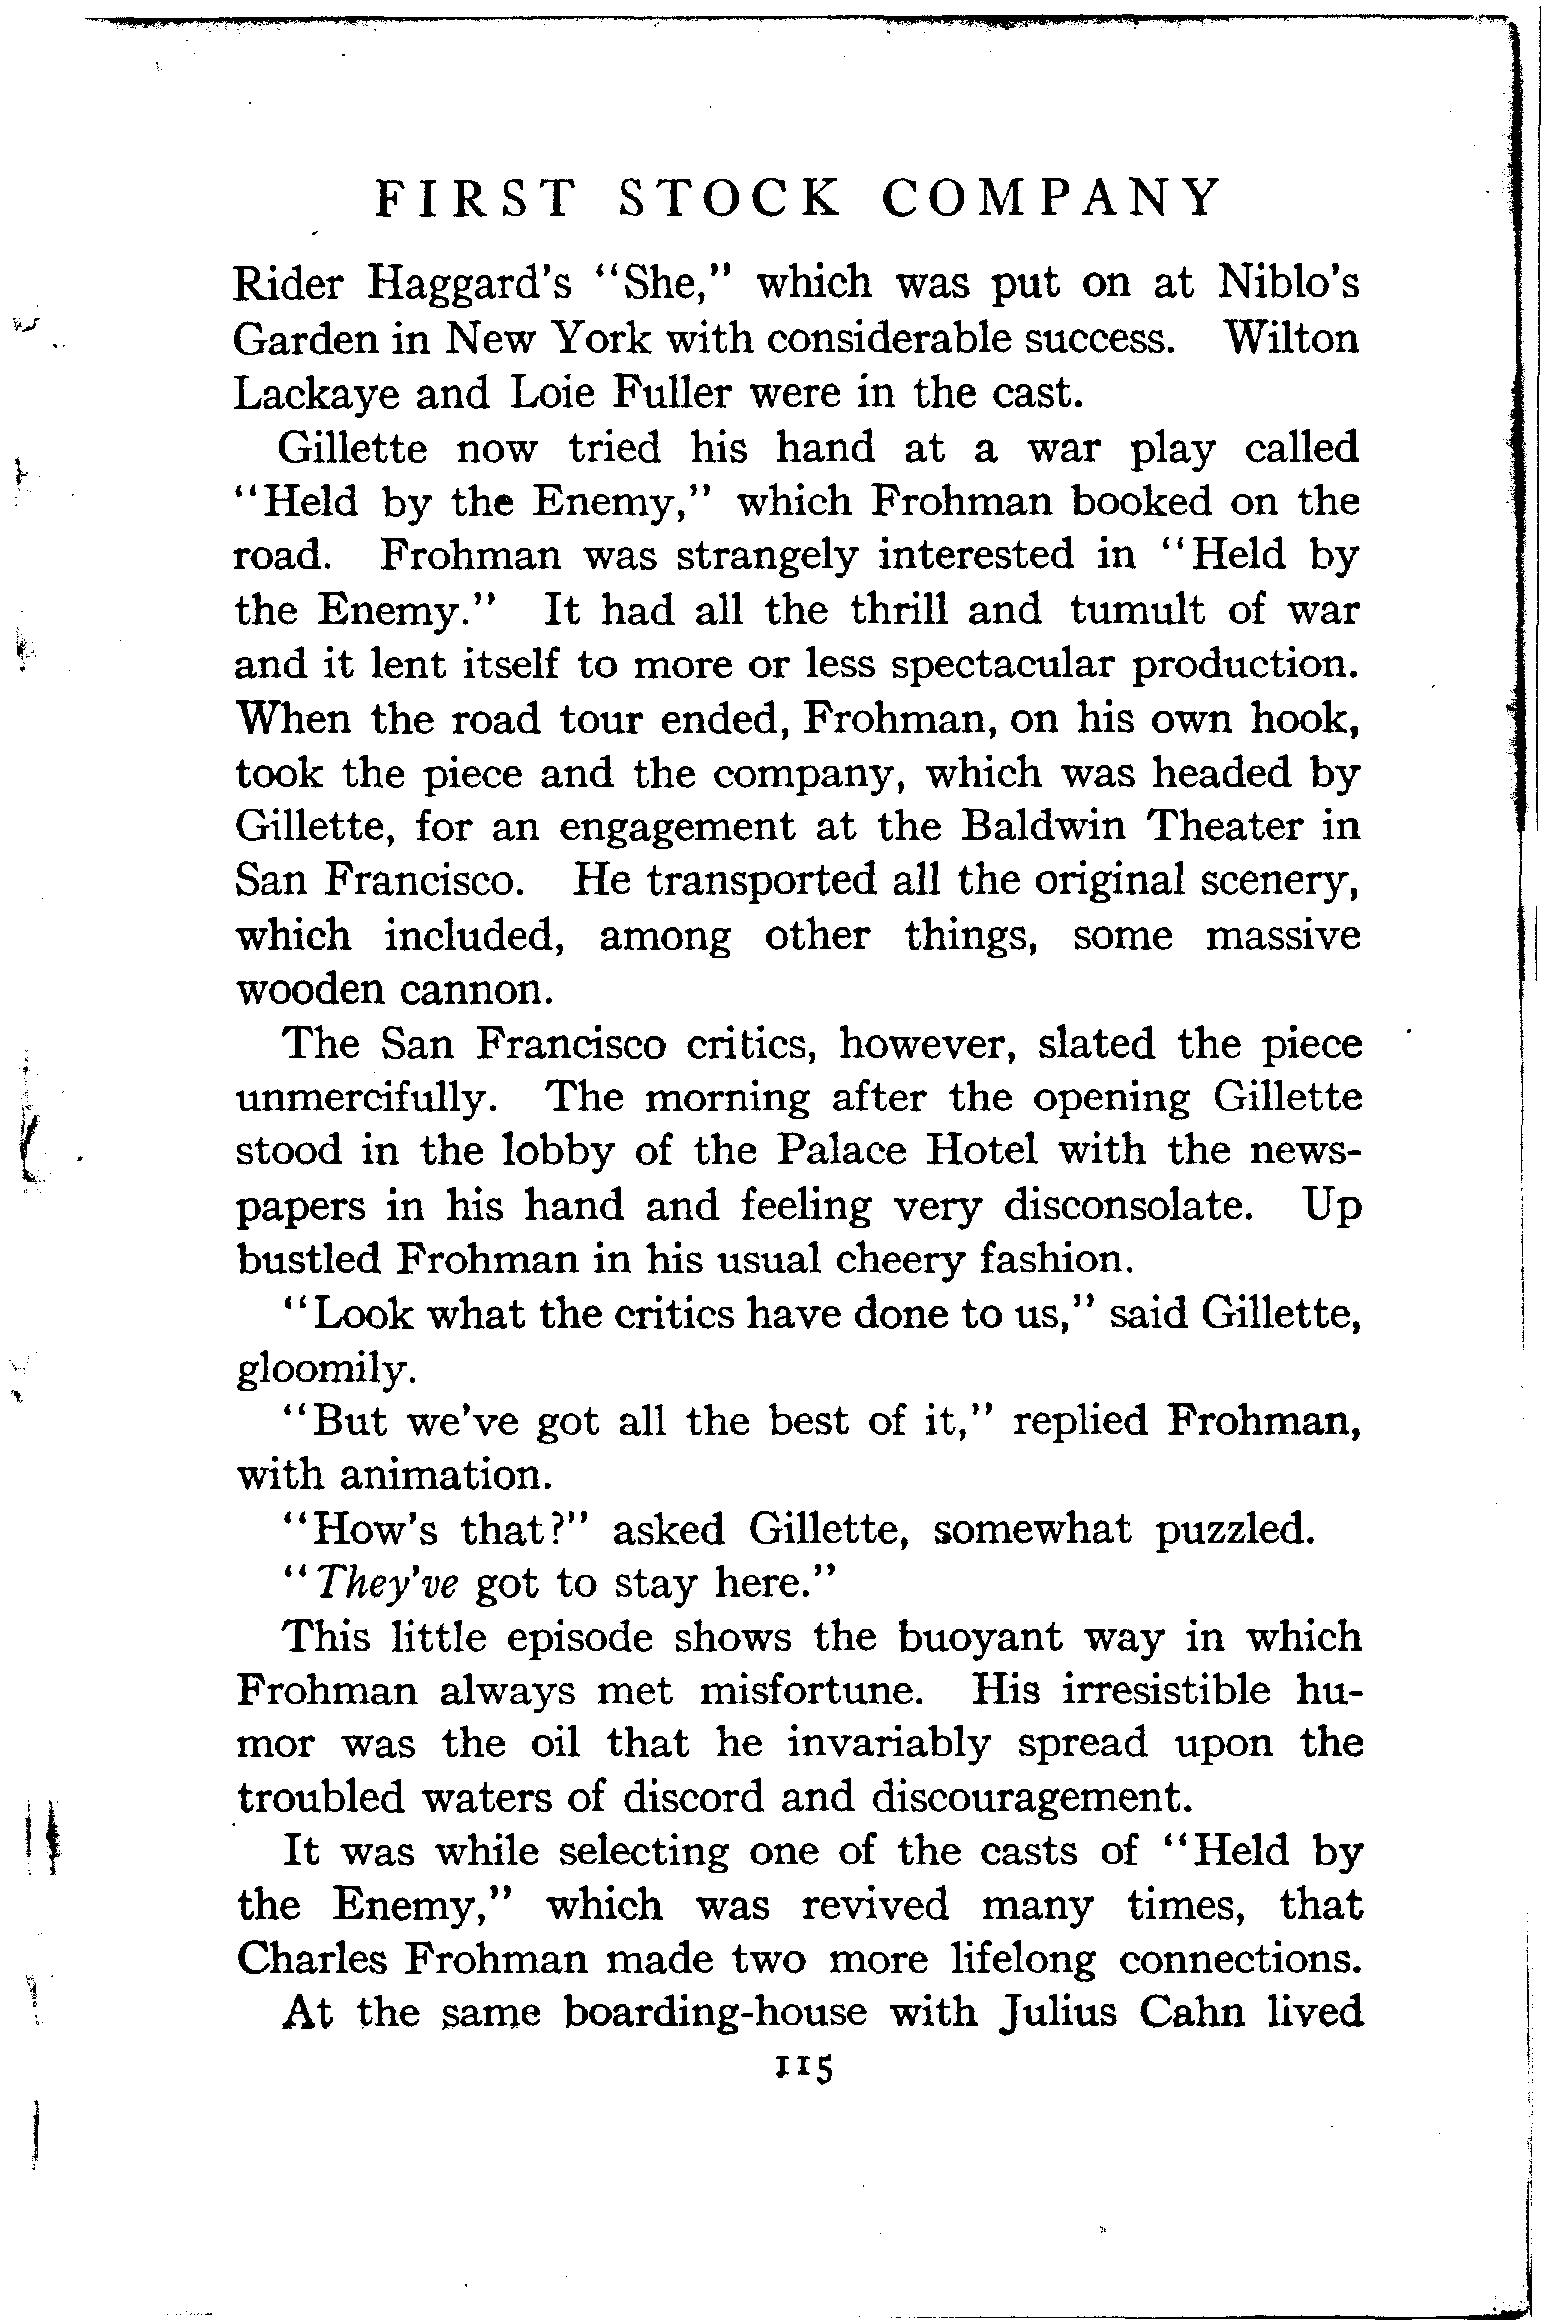 FIRST STOCK COMPANY
Rider Haggard's "She," which was put on at Niblo's
Garden in New York with considerable success. Wilton
Lackaye and Loie Fuller were in the cast.
Gillette now tried his hand at a war play called
"Held by the Enemy," which Frohman booked on the
road. Frohman was strangely interested in "Held by
the Enemy." It had all the thrill and tumult of war
and it lent itself to more or less spectacular production.
When the road tour ended, Frohman, on his own hook,
took the piece and the company, which was headed by
Gillette, for an engagement at the Baldwin Theater in
San Francisco. He transported all the original scenery,
which included, among other things, some massive
wooden cannon.
The San Francisco critics, however, slated the piece
unmercifully. The morning after the opening Gillette
stood in the lobby of the Palace Hotel with the news-
papers in his hand and feeling very disconsolate. Up
bustled Frohman in his usual cheery fashion.
"Look what the critics have done to us," said Gillette,
gloomily.
"But we've got all the best of it," replied Frohman,
with animation.
"How's that?" asked Gillette, somewhat puzzled.
"They've got to stay here."
This little episode shows the buoyant way in which
Frohman always met misfortune. His irresistible hu-
mor was the oil that he invariably spread upon the
troubled waters of discord and discouragement.
It was while selecting one of the casts of "Held by
the Enemy," which was revived many times, that
Charles Frohman made two more lifelong connections.
At the same boarding-house with Julius Cahn lived
115